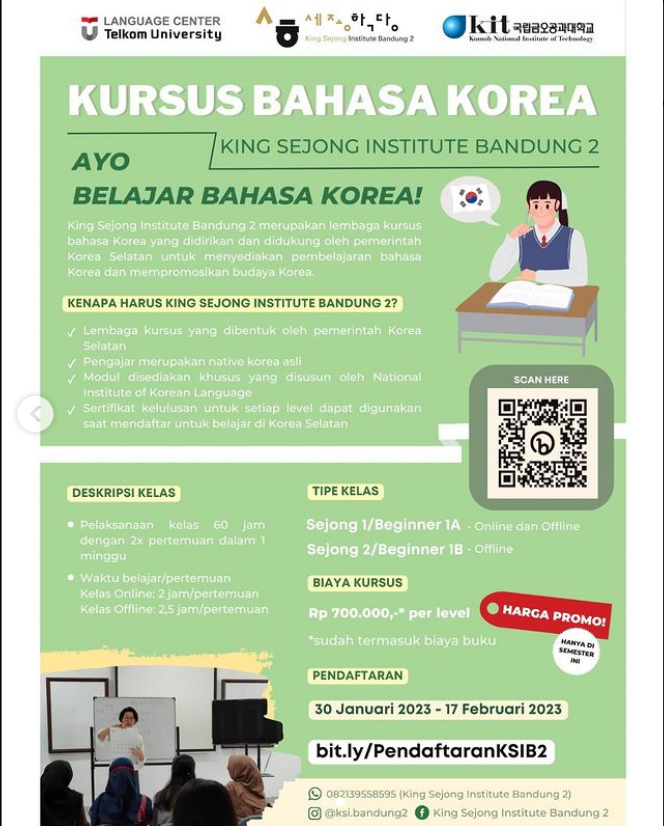 LANGUAGE CENTER
Telkom University
세종학당
King Sejong Institute Bandung 2
kit 국립금오공과대학교
Kumoh National Institute of Technology
KURSUS BAHASA KOREA
KING SEJONG INSTITUTE BANDUNG 2
AYO
BELAJAR BAHASA KOREA!
King Sejong Institute Bandung 2 merupakan lembaga kursus
bahasa Korea yang didirikan dan didukung oleh pemerintah
Korea Selatan untuk menyediakan pembelajaran bahasa
Korea dan mempromosikan budaya Korea.
KENAPA HARUS KING SEJONG INSTITUTE BANDUNG 2?
✓ Lembaga kursus yang dibentuk oleh pemerintah Korea
Selatan
✓ Pengajar merupakan native korea asli
✓ Modul disediakan khusus yang disusun oleh National
Institute of Korean Language
✓ Sertifikat kelulusan untuk setiap level dapat digunakan
saat mendaftar untuk belajar di Korea Selatan
SCAN HERE
DESKRIPSI KELAS
• Pelaksanaan kelas 60 jam
dengan 2x pertemuan dalam 1
minggu
• Waktu belajar/pertemuan
Kelas Online: 2 jam/pertemuan
Kelas Offline: 2,5 jam/pertemuan
TIPE KELAS
Sejong 1/Beginner 1A - Online dan Offline
Sejong 2/Beginner 1B - Offline
BIAYA KURSUS
Rp 700.000,-* per level
*sudah termasuk biaya buku
HARGA PROMO!
HANYA DI
SEMESTER
INI
PENDAFTARAN
30 Januari 2023 - 17 Februari 2023
bit.ly/PendaftaranKSIB2
082139558595 (King Sejong Institute Bandung 2)
@ksi.bandung2 King Sejong Institute Bandung 2